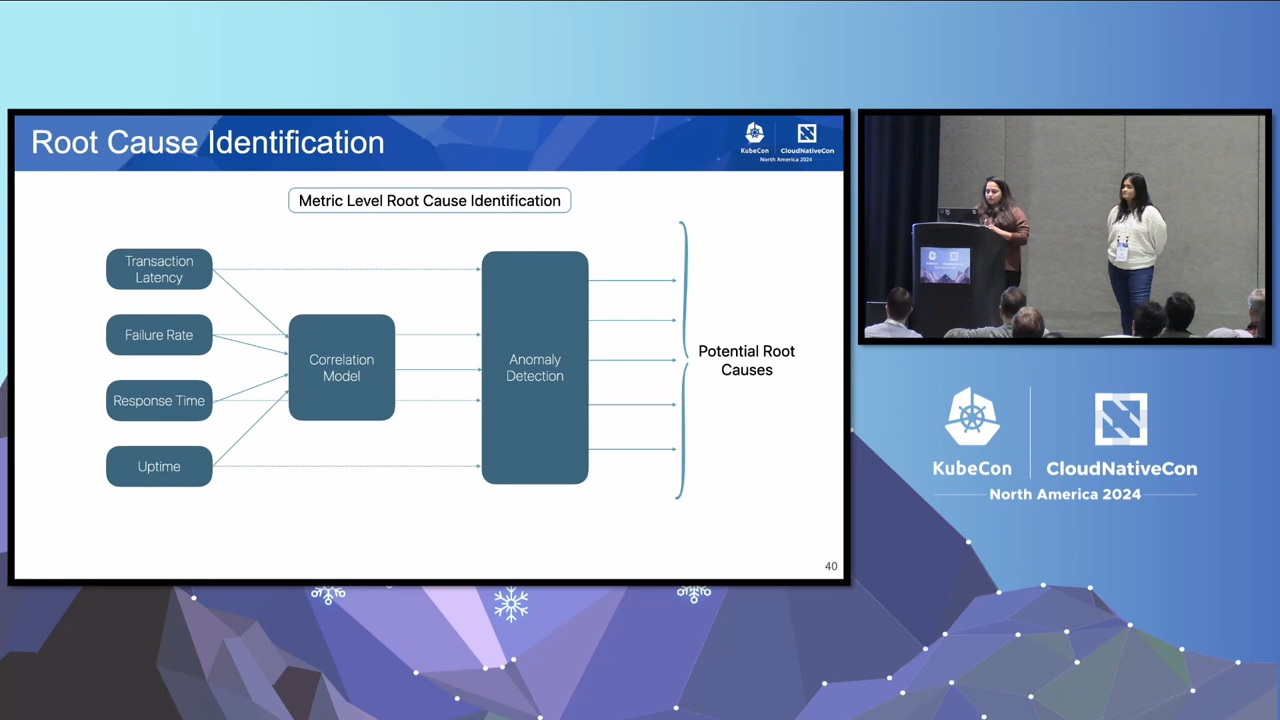 Root Cause Identification
KubeCon
CloudNativeCon
North America 2024
Metric Level Root Cause Identification
Transaction
Latency
Failure Rate
Response Time
Uptime
Correlation
Model
Anomaly
Detection
Potential Root
Causes
40
KubeCon
CloudNativeCon
North America 2024